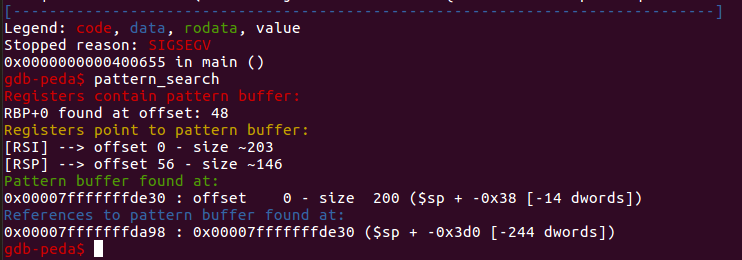 [------------------------------------------------------------------------------]
Legend: code, data, rodata, value
Stopped reason: SIGSEGV
0x0000000000400655 in main ()
gdb-peda$ pattern_search
Registers contain pattern buffer:
RBP+0 found at offset: 48
Registers point to pattern buffer:
[RSI] --> offset 0 - size ~203
[RSP] --> offset 56 - size ~146
Pattern buffer found at:
0x00007fffffffde30 : offset    0 - size  200 ($sp + -0x38 [-14 dwords])
References to pattern buffer found at:
0x00007fffffffda98 : 0x00007fffffffde30 ($sp + -0x3d0 [-244 dwords])
gdb-peda$